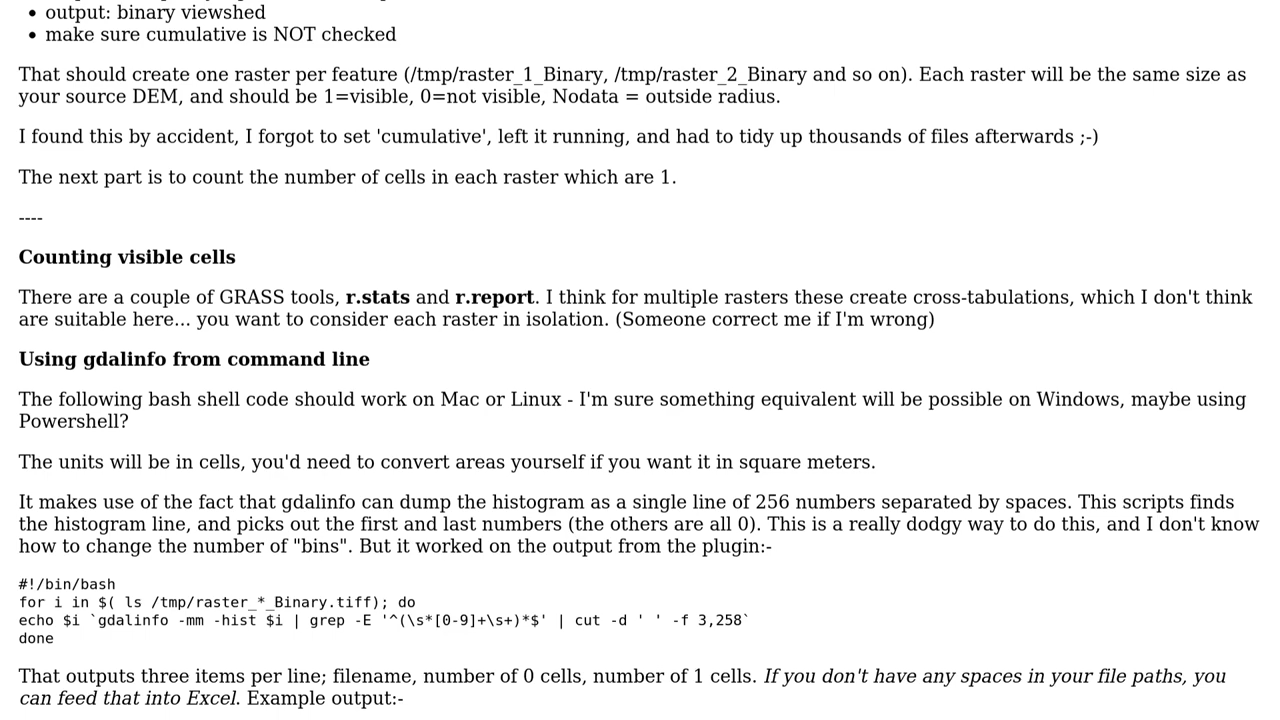 • output: binary viewshed
• make sure cumulative is NOT checked
That should create one raster per feature (/tmp/raster_1_Binary, /tmp/raster_2_Binary and so on). Each raster will be the same size as
your source DEM, and should be 1=visible, 0=not visible, Nodata = outside radius.
I found this by accident, I forgot to set 'cumulative', left it running, and had to tidy up thousands of files afterwards ;-)
The next part is to count the number of cells in each raster which are 1.
----
Counting visible cells
There are a couple of GRASS tools, r.stats and r.report. I think for multiple rasters these create cross-tabulations, which I don't think
are suitable here... you want to consider each raster in isolation. (Someone correct me if I'm wrong)
Using gdalinfo from command line
The following bash shell code should work on Mac or Linux - I'm sure something equivalent will be possible on Windows, maybe using
Powershell?
The units will be in cells, you'd need to convert areas yourself if you want it in square meters.
It makes use of the fact that gdalinfo can dump the histogram as a single line of 256 numbers separated by spaces. This scripts finds
the histogram line, and picks out the first and last numbers (the others are all 0). This is a really dodgy way to do this, and I don't know
how to change the number of "bins". But it worked on the output from the plugin:-
#!/bin/bash
for i in $( ls /tmp/raster_*_Binary.tiff); do
echo $i `gdalinfo -mm -hist $i | grep -E '^(\s*[0-9]+\s+)*$' | cut -d ' ' -f 3,258`
done
That outputs three items per line; filename, number of 0 cells, number of 1 cells. If you don't have any spaces in your file paths, you
can feed that into Excel. Example output:-